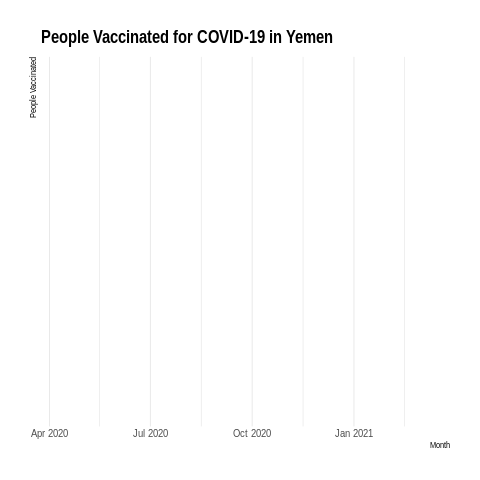 People Vaccinated for COVID-19 in Yemen
People Vaccinated
Apr 2020
Jul 2020
Oct 2020
Jan 2021
Month